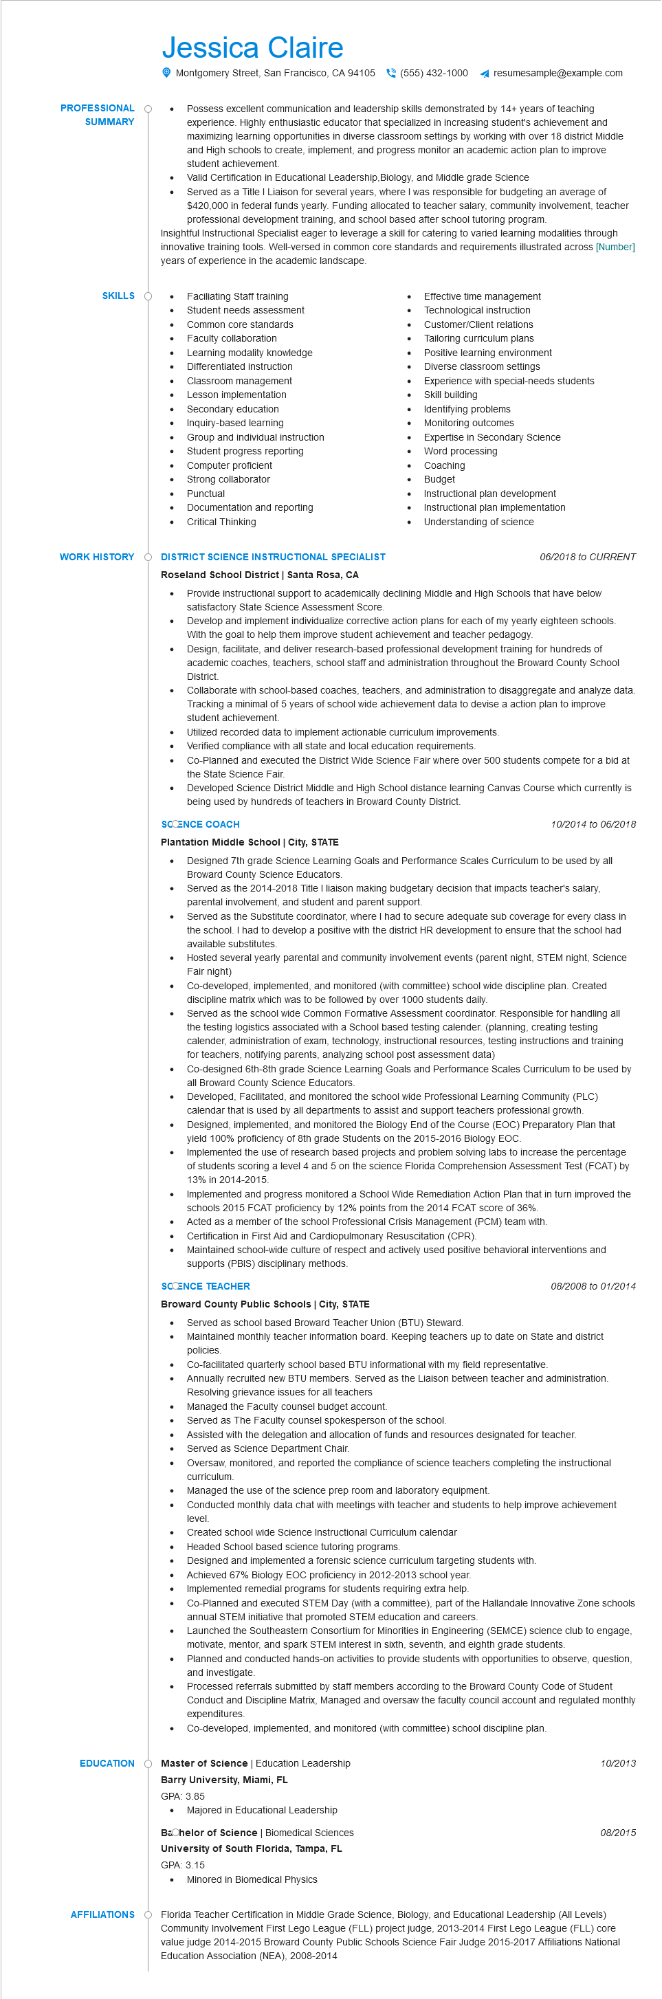 Jessica Claire
Montgomery Street, San Francisco, CA 94105 (555) 432-1000 resumesample@example.com
PROFESSIONAL SUMMARY
• Possess excellent communication and leadership skills demonstrated by 14+ years of teaching
experience. Highly enthusiastic educator that specialized in increasing student's achievement and
maximizing learning opportunities in diverse classroom settings by working with over 18 district Middle
and High schools to create, implement, and progress monitor an academic action plan to improve
student achievement.
• Valid Certification in Educational Leadership,Biology, and Middle grade Science
• Served as a Title I Liaison for several years, where I was responsible for budgeting an average of
$420,000 in federal funds yearly. Funding allocated to teacher salary, community involvement, teacher
professional development training, and school based after school tutoring program.
Insightful Instructional Specialist eager to leverage a skill for catering to varied learning modalities through
innovative training tools. Well-versed in common core standards and requirements illustrated across [Number]
years of experience in the academic landscape.
SKILLS
• Faciliating Staff training
• Student needs assessment
• Common core standards
• Faculty collaboration
• Learning modality knowledge
• Differentiated instruction
• Classroom management
• Lesson implementation
• Secondary education
• Inquiry-based learning
• Group and individual instruction
• Student progress reporting
• Computer proficient
• Strong collaborator
• Punctual
• Documentation and reporting
• Critical Thinking
• Effective time management
• Technological instruction
• Customer/Client relations
• Tailoring curriculum plans
• Positive learning environment
• Diverse classroom settings
• Experience with special-needs students
• Skill building
• Identifying problems
• Monitoring outcomes
• Expertise in Secondary Science
• Word processing
• Coaching
• Budget
• Instructional plan development
• Instructional plan implementation
• Understanding of science
WORK HISTORY
DISTRICT SCIENCE INSTRUCTIONAL SPECIALIST 06/2018 to CURRENT
Roseland School District | Santa Rosa, CA
• Provide instructional support to academically declining Middle and High Schools that have below
satisfactory State Science Assessment Score.
• Develop and implement individualize corrective action plans for each of my yearly eighteen schools.
With the goal to help them improve student achievement and teacher pedagogy.
• Design, facilitate, and deliver research-based professional development training for hundreds of
academic coaches, teachers, school staff and administration throughout the Broward County School
District.
• Collaborate with school-based coaches, teachers, and administration to disaggregate and analyze data.
Tracking a minimal of 5 years of school wide achievement data to devise a action plan to improve
student achievement.
• Utilized recorded data to implement actionable curriculum improvements.
• Verified compliance with all state and local education requirements.
• Co-Planned and executed the District Wide Science Fair where over 500 students compete for a bid at
the State Science Fair.
• Developed Science District Middle and High School distance learning Canvas Course which currently is
being used by hundreds of teachers in Broward County District.
SCIENCE COACH 10/2014 to 06/2018
Plantation Middle School | City, STATE
• Designed 7th grade Science Learning Goals and Performance Scales Curriculum to be used by all
Broward County Science Educators.
• Served as the 2014-2018 Title I liaison making budgetary decision that impacts teacher's salary,
parental involvement, and student and parent support.
• Served as the Substitute coordinator, where I had to secure adequate sub coverage for every class in
the school. I had to develop a positive with the district HR development to ensure that the school had
available substitutes.
• Hosted several yearly parental and community involvement events (parent night, STEM night, Science
Fair night)
• Co-developed, implemented, and monitored (with committee) school wide discipline plan. Created
discipline matrix which was to be followed by over 1000 students daily.
• Served as the school wide Common Formative Assessment coordinator. Responsible for handling all
the testing logistics associated with a School based testing calender. (planning, creating testing
calender, administration of exam, technology, instructional resources, testing instructions and training
for teachers, notifying parents, analyzing school post assessment data)
• Co-designed 6th-8th grade Science Learning Goals and Performance Scales Curriculum to be used by
all Broward County Science Educators.
• Developed, Facilitated, and monitored the school wide Professional Learning Community (PLC)
calendar that is used by all departments to assist and support teachers professional growth.
• Designed, implemented, and monitored the Biology End of the Course (EOC) Preparatory Plan that
yield 100% proficiency of 8th grade Students on the 2015-2016 Biology EOC.
• Implemented the use of research based projects and problem solving labs to increase the percentage
of students scoring a level 4 and 5 on the science Florida Comprehension Assessment Test (FCAT) by
13% in 2014-2015.
• Implemented and progress monitored a School Wide Remediation Action Plan that in turn improved the
schools 2015 FCAT proficiency by 12% points from the 2014 FCAT score of 36%.
• Acted as a member of the school Professional Crisis Management (PCM) team with.
• Certification in First Aid and Cardiopulmonary Resuscitation (CPR).
• Maintained school-wide culture of respect and actively used positive behavioral interventions and
supports (PBIS) disciplinary methods.
SCIENCE TEACHER 08/2008 to 01/2014
Broward County Public Schools | City, STATE
• Served as school based Broward Teacher Union (BTU) Steward.
• Maintained monthly teacher information board. Keeping teachers up to date on State and district
policies.
• Co-facilitated quarterly school based BTU informational with my field representative.
• Annually recruited new BTU members. Served as the Liaison between teacher and administration.
Resolving grievance issues for all teachers
• Managed the Faculty counsel budget account.
• Served as The Faculty counsel spokesperson of the school.
• Assisted with the delegation and allocation of funds and resources designated for teacher.
• Served as Science Department Chair.
• Oversaw, monitored, and reported the compliance of science teachers completing the instructional
curriculum.
• Managed the use of the science prep room and laboratory equipment.
• Conducted monthly data chat with meetings with teacher and students to help improve achievement
level.
• Created school wide Science Instructional Curriculum calendar
• Headed School based science tutoring programs.
• Designed and implemented a forensic science curriculum targeting students with.
• Achieved 67% Biology EOC proficiency in 2012-2013 school year.
• Implemented remedial programs for students requiring extra help.
• Co-Planned and executed STEM Day (with a committee), part of the Hallandale Innovative Zone schools
annual STEM initiative that promoted STEM education and careers.
• Launched the Southeastern Consortium for Minorities in Engineering (SEMCE) science club to engage,
motivate, mentor, and spark STEM interest in sixth, seventh, and eighth grade students.
• Planned and conducted hands-on activities to provide students with opportunities to observe, question,
and investigate.
• Processed referrals submitted by staff members according to the Broward County Code of Student
Conduct and Discipline Matrix, Managed and oversaw the faculty council account and regulated monthly
expenditures.
• Co-developed, implemented, and monitored (with committee) school discipline plan.
EDUCATION
Master of Science | Education Leadership 10/2013
Barry University, Miami, FL
GPA: 3.85
• Majored in Educational Leadership
Bachelor of Science | Biomedical Sciences 08/2015
University of South Florida, Tampa, FL
GPA: 3.15
• Minored in Biomedical Physics
AFFILIATIONS
Florida Teacher Certification in Middle Grade Science, Biology, and Educational Leadership (All Levels)
Community Involvement First Lego League (FLL) project judge, 2013-2014 First Lego League (FLL) core
value judge 2014-2015 Broward County Public Schools Science Fair Judge 2015-2017 Affiliations National
Education Association (NEA), 2008-2014